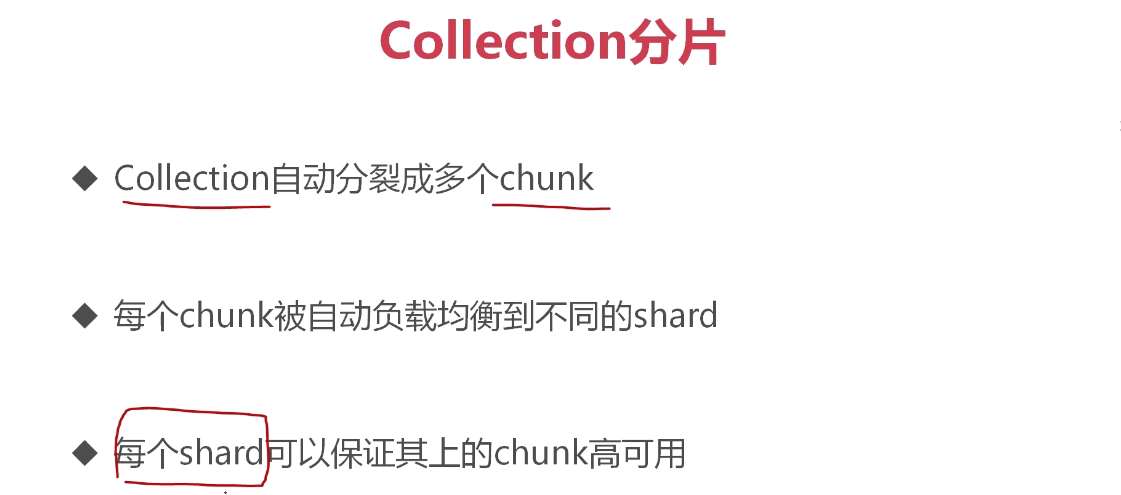 Collection分片
◆ Collection自动分裂成多个chunk
◆ 每个chunk被自动负载均衡到不同的shard
◆ 每个shard可以保证其上的chunk高可用